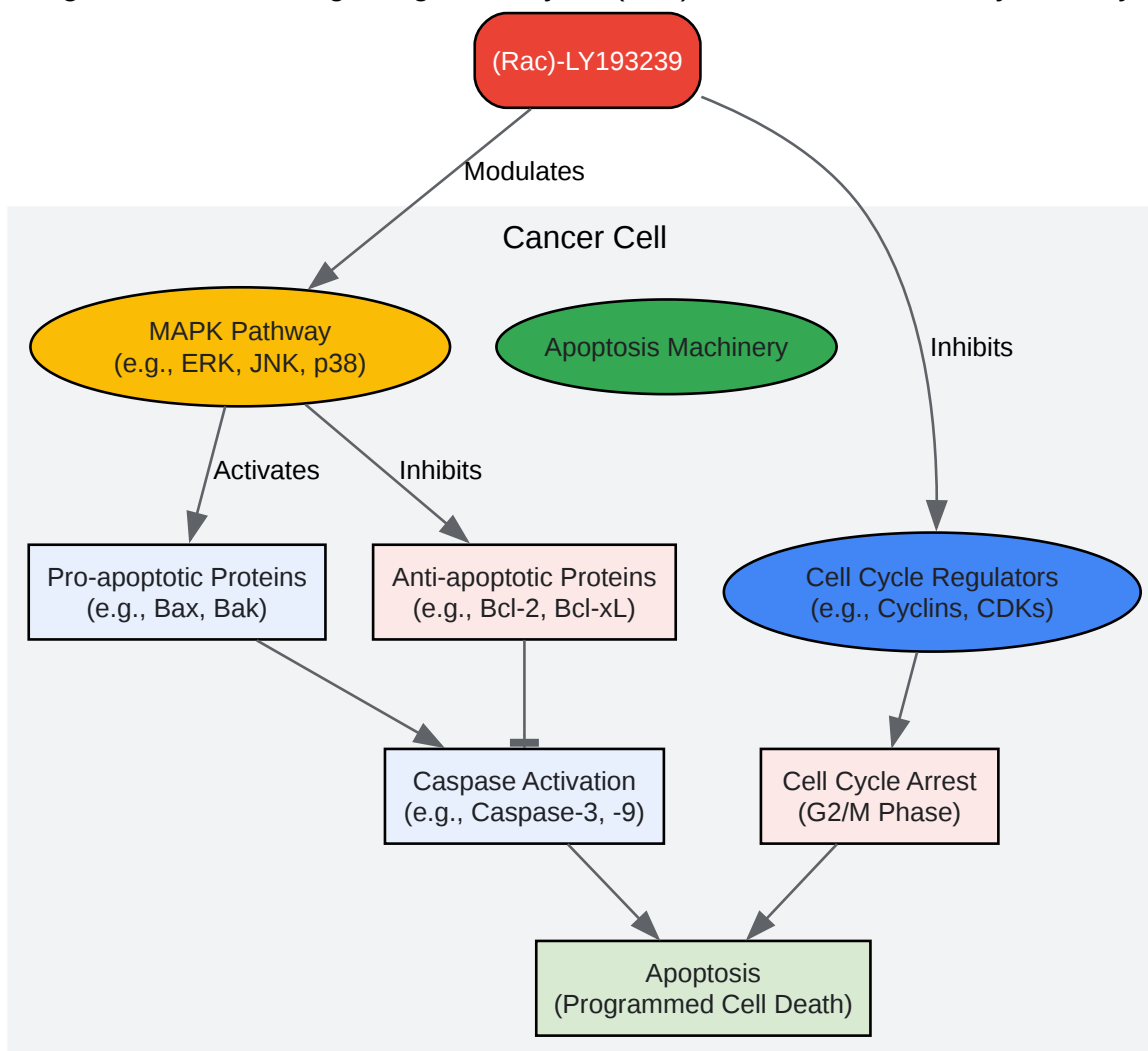 (Rac)-LY193239
Modulates
Cancer Cell
MAPK Pathway
(e.g., ERK, JNK, p38)
Apoptosis Machinery
Inhibits
Activates
Inhibits
Pro-apoptotic Proteins
(e.g., Bax, Bak)
Anti-apoptotic Proteins
(e.g., Bcl-2, Bcl-xL)
Cell Cycle Regulators
(e.g., Cyclins, CDKs)
Caspase Activation
(e.g., Caspase-3, -9)
Cell Cycle Arrest
(G2/M Phase)
Apoptosis
(Programmed Cell Death)